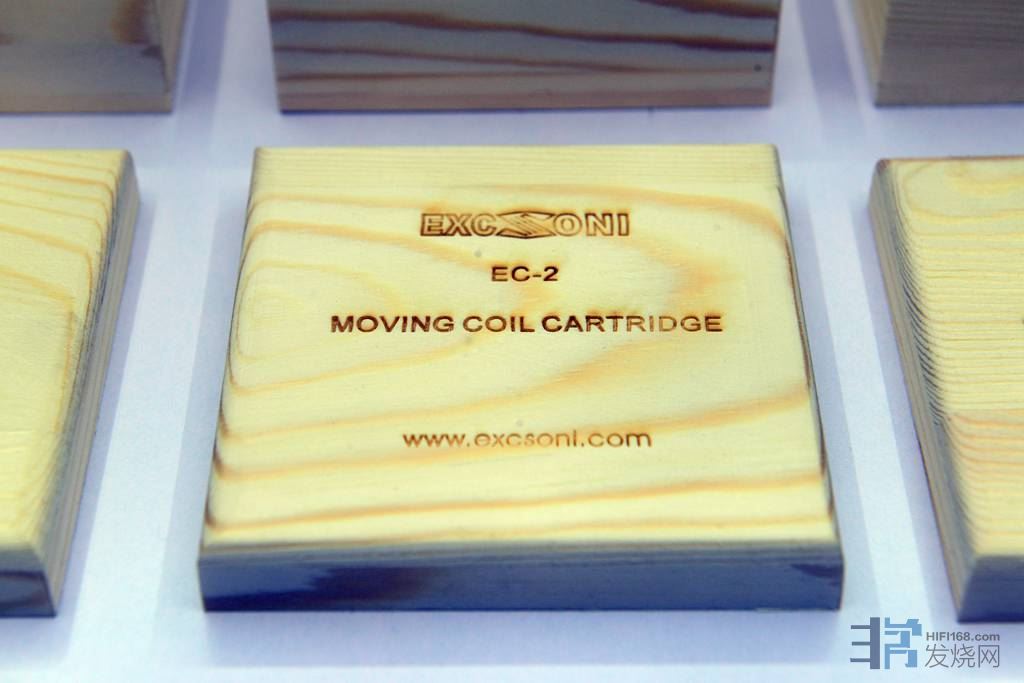 EXCSONI
EC-2
MOVING COIL CARTRIDGE
www.excsoni.com
HIFI168.com
发烧网